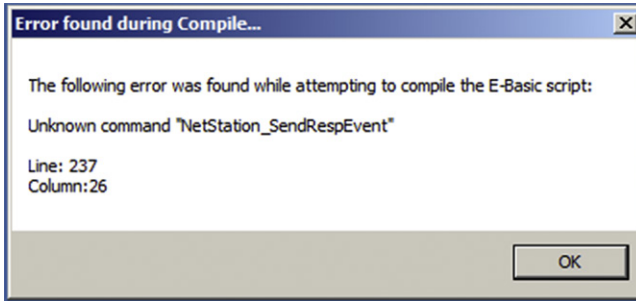 Error found during Compile...
The following error was found while attempting to compile the E-Basic script:
Unknown command "NetStation_SendRespEvent"
Line: 237
Column:26
OK